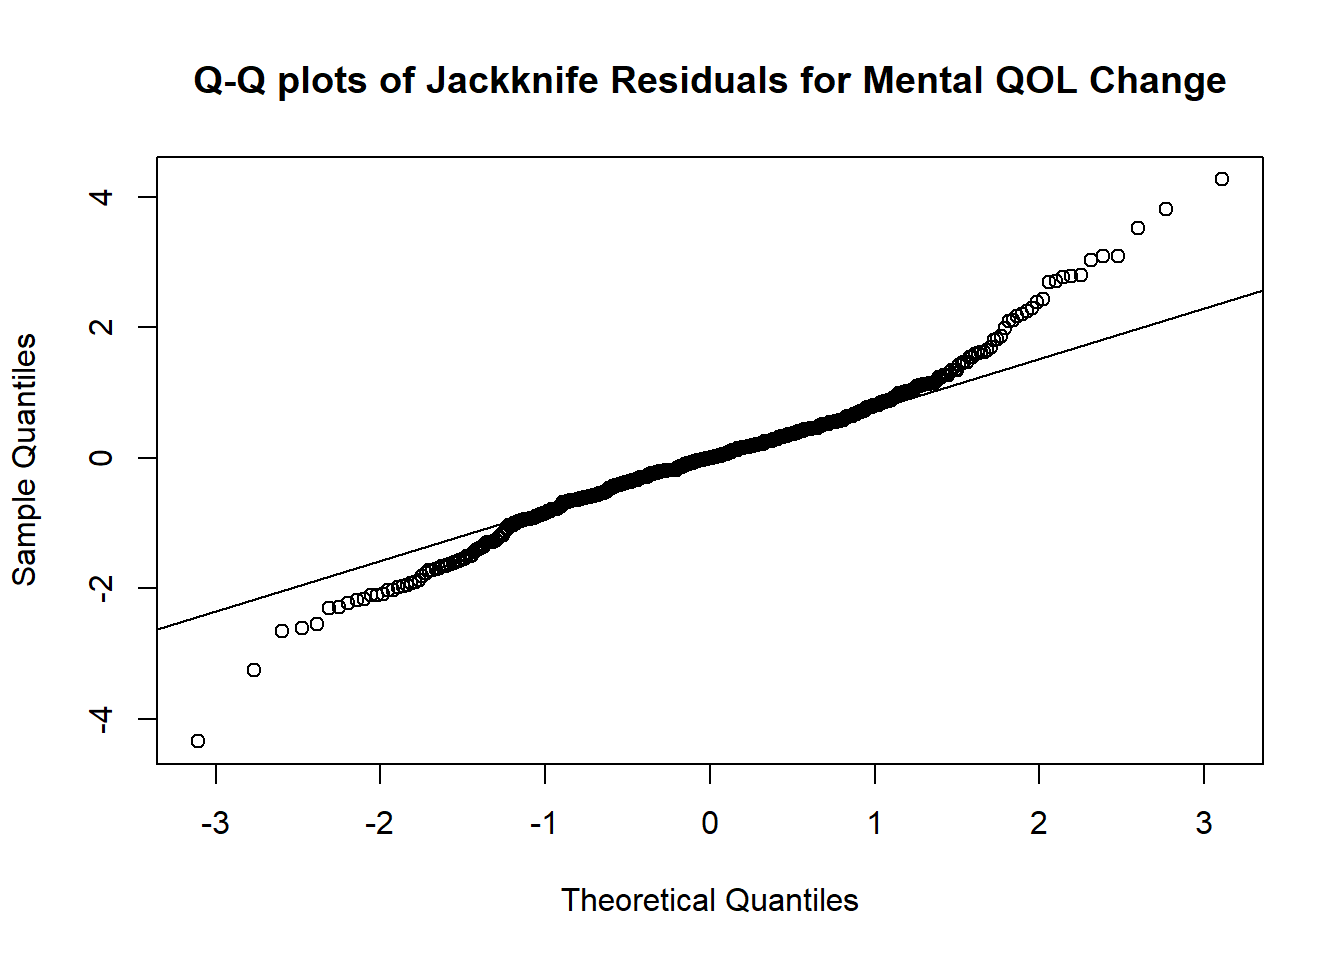 Q-Q plots of Jackknife Residuals for Mental QOL Change
Sample Quantiles
4
2
0
-2
-4
-3 -2 -1 0 1 2 3
Theoretical Quantiles